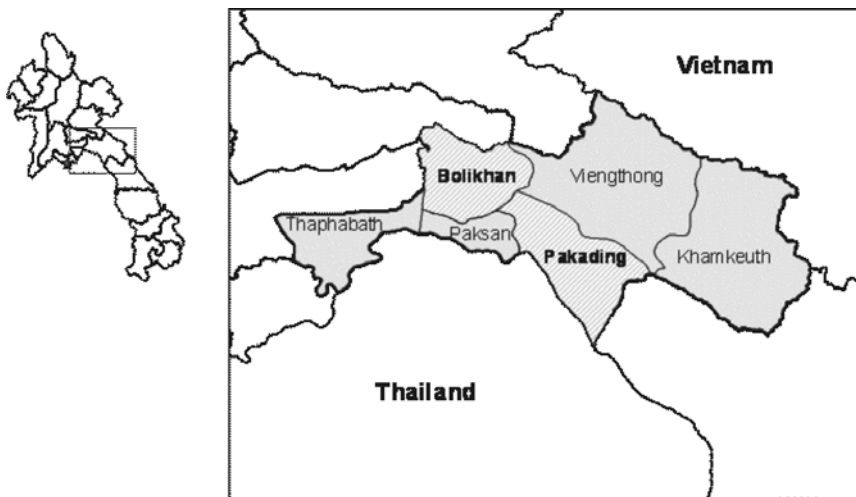 Vietnam
Bolikhan
Viengthong
Thaphabath
Paksan
Pakading
Khamkeuth
Thailand